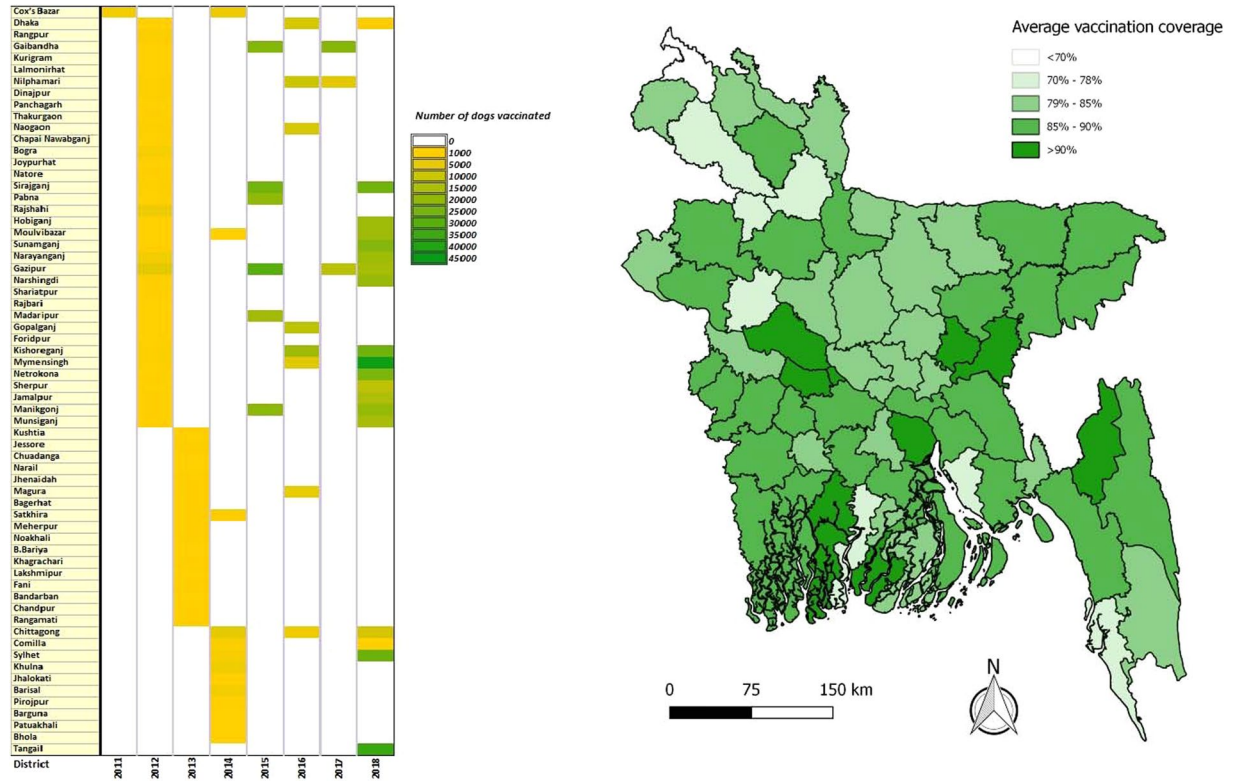 Cox's Bazar
Dhaka
Rangpur
Gaibandha
Kurigram
Lalmonirhat
Nilphamari
Dinajpur
Panchagarh
Thakurgaon
Naogaon
Chapai Nawabganj
Bogra
Joypurhat
Natore
Sirajganj
Pabna
Rajshahi
Hobiganj
Moulvibazar
Sunamganj
Narayanganj
Gazipur
Narshingdi
Shariatpur
Rajbari
Madaripur
Gopalganj
Foridpur
Kishoreganj
Mymensingh
Netrokona
Sherpur
Jamalpur
Manikgonj
Munsiganj
Kushtia
Jessore
Chuadanga
Narail
Jhenaidah
Magura
Bagerhat
Satkhira
Meherpur
Noakhali
B.Bariya
Khagrachari
Lakshmipur
Fani
Bandarban
Chandpur
Rangamati
Chittagong
Comilla
Sylhet
Khulna
Jhalokati
Barisal
Pirojpur
Barguna
Patuakhali
Bhola
Tangail
District 2011 2012 2013 2014 2015 2016 2017 2018
Number of dogs vaccinated
0
1000
5000
10000
15000
20000
25000
30000
35000
40000
45000
Average vaccination coverage
<70%
70% - 78%
79% - 85%
85% - 90%
>90%
0 75 150 km
N